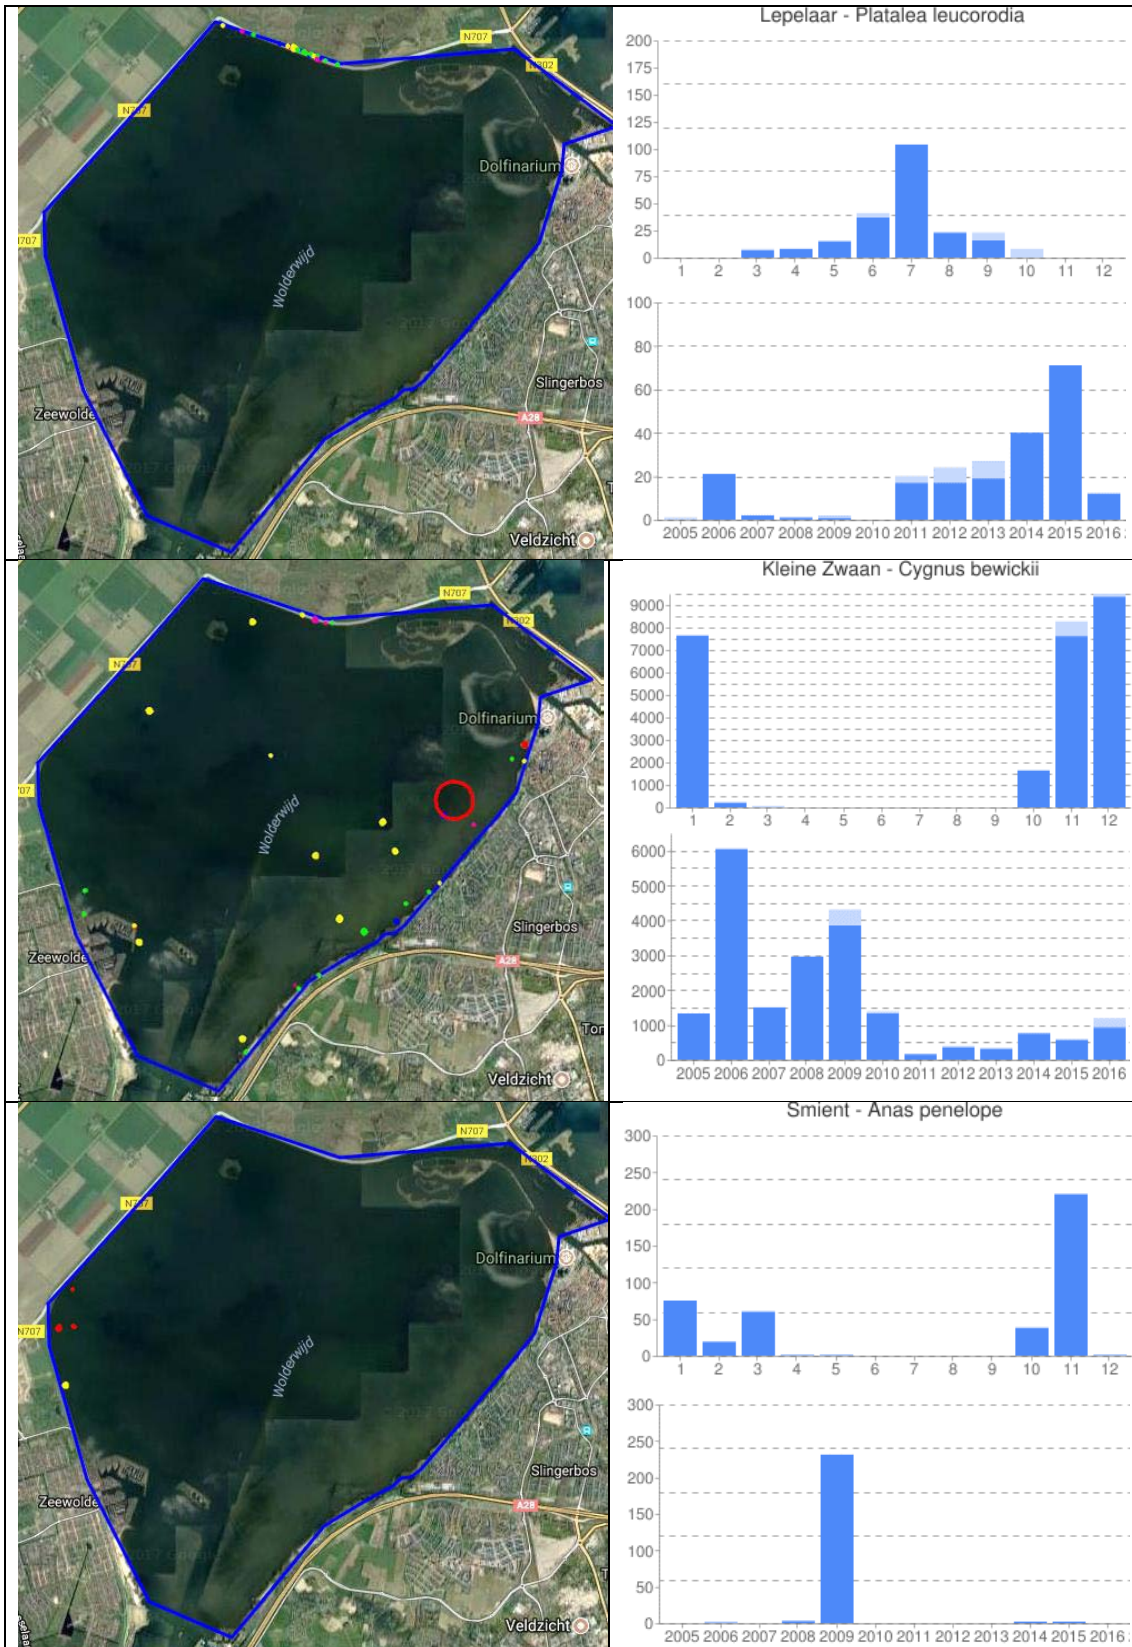 Lepelaar - Platalea leucorodia
N707
N302
N707
Dolfinarium
N707
Wolderwijd
Slingerbos
A28
Zeewolde
Veldzicht
200
175
150
125
100
75
50
25
0
1 2 3 4 5 6 7 8 9 10 11 12
100
80
60
40
20
0
2005 2006 2007 2008 2009 2010 2011 2012 2013 2014 2015 2016
Kleine Zwaan - Cygnus bewickii
N707
N302
N707
Dolfinarium
707
Wolderwijd
Slingerbos
Zeewolde
A28
Ton
Veldzicht
9000
8000
7000
6000
5000
4000
3000
2000
1000
0
1 2 3 4 5 6 7 8 9 10 11 12
6000
5000
4000
3000
2000
1000
0
2005 2006 2007 2008 2009 2010 2011 2012 2013 2014 2015 2016
Smient - Anas penelope
N707
N302
N707
Dolfinarium
N707
Wolderwijd
Slingerbos
Zeewolde
A28
Veldzicht
300
250
200
150
100
50
0
1 2 3 4 5 6 7 8 9 10 11 12
300
250
200
150
100
50
0
2005 2006 2007 2008 2009 2010 2011 2012 2013 2014 2015 2016